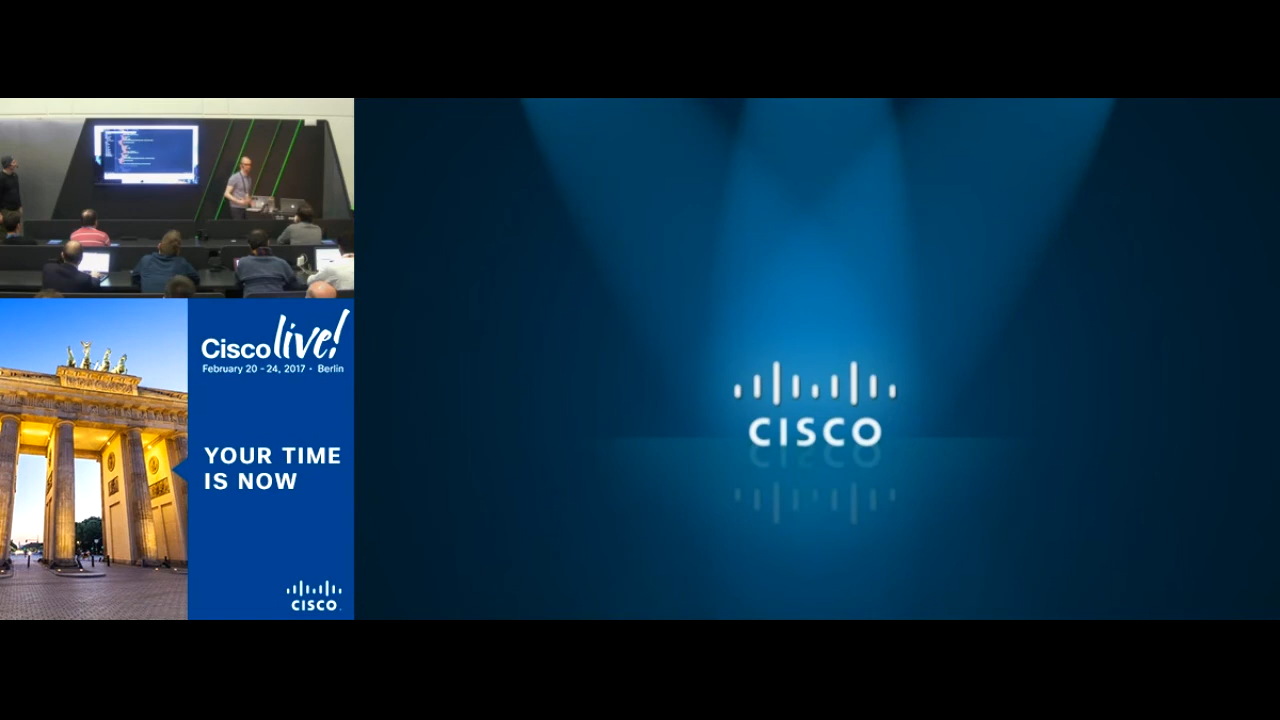 Cisco live!
February 20 - 24, 2017 • Berlin
YOUR TIME
IS NOW
CISCO
CISCO